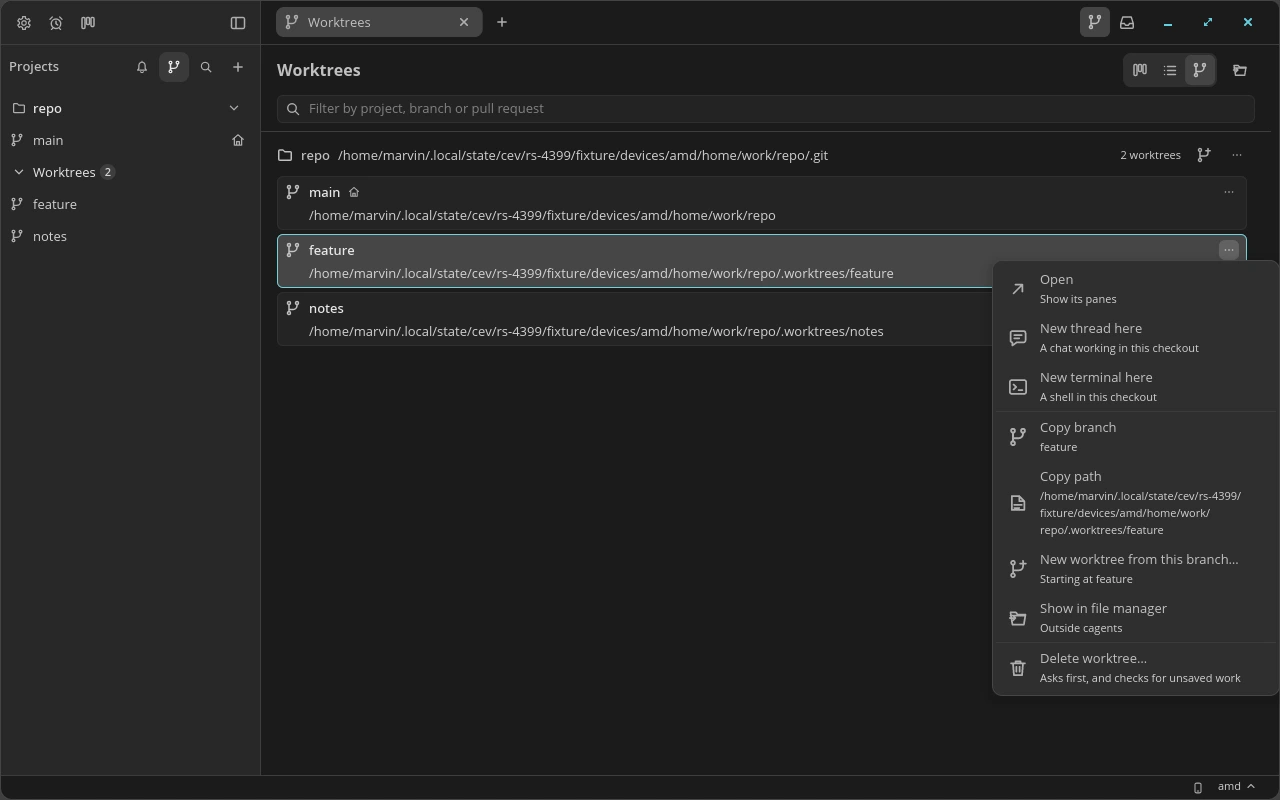 Worktrees
Projects
Worktrees
Filter by project, branch or pull request
repo
main
Worktrees 2
feature
notes
repo /home/marvin/.local/state/cev/rs-4399/fixture/devices/amd/home/work/repo/.git
2 worktrees
main
/home/marvin/.local/state/cev/rs-4399/fixture/devices/amd/home/work/repo
feature
/home/marvin/.local/state/cev/rs-4399/fixture/devices/amd/home/work/repo/.worktrees/feature
notes
/home/marvin/.local/state/cev/rs-4399/fixture/devices/amd/home/work/repo/.worktrees/notes
Open
Show its panes
New thread here
A chat working in this checkout
New terminal here
A shell in this checkout
Copy branch
feature
Copy path
/home/marvin/.local/state/cev/rs-4399/
fixture/devices/amd/home/work/
repo/.worktrees/feature
New worktree from this branch...
Starting at feature
Show in file manager
Outside cagents
Delete worktree...
Asks first, and checks for unsaved work
amd